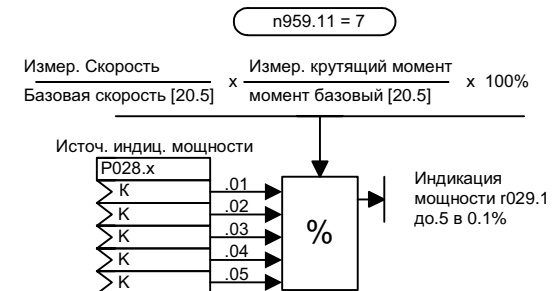 n959.11 = 7
Измер. Скорость
Базовая скорость [20.5]
x
Измер. крутящий момент
момент базовый [20.5]
x 100%
Источ. индиц. мощности
P028.x
К .01
К .02
К .03
К .04
К .05
%
Индикация
мощности r029.1
до.5 в 0.1%